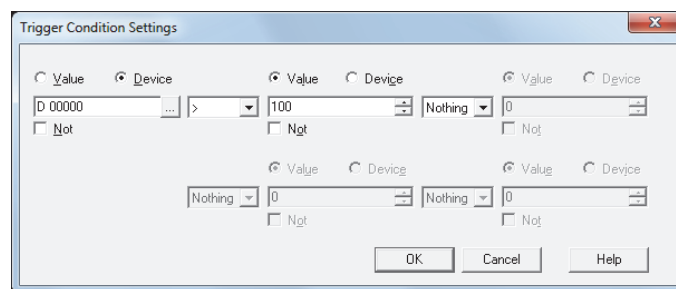 Trigger Condition Settings
Value Device Value Device Value Device
D 00000 ... > 100 Nothing 0
Not Not Not
Value Device Value Device
Nothing 0 Nothing 0
Not Not
OK Cancel Help